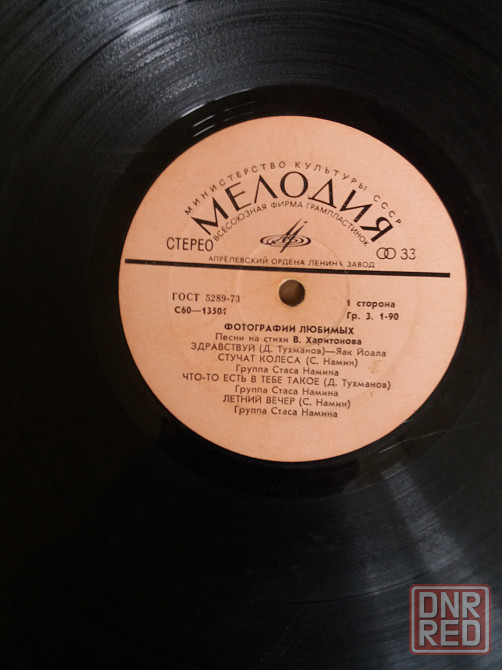 МИНИСТЕРСТВО КУЛЬТУРЫ СССР
МЕЛОДИЯ
ВСЕСОЮЗНАЯ ФИРМА ГРАМПЛАСТИНОК
СТЕРЕО
33
АПРЕЛЕВСКИЙ ОРДЕНА ЛЕНИНА ЗАВОД
ГОСТ 5289-73
1 сторона
С60—13501
Гр. 3. 1-90
ФОТОГРАФИИ ЛЮБИМЫХ
Песни на стихи В. Харитонова
ЗДРАВСТВУЙ (Д. Тухманов)—Яак Йоала
СТУЧАТ КОЛЕСА (С. Намин)
Группа Стаса Намина
ЧТО-ТО ЕСТЬ В ТЕБЕ ТАКОЕ (Д. Тухманов)
Группа Стаса Намина
ЛЕТНИЙ ВЕЧЕР (С. Намин)
Группа Стаса Намина
DNR
RED